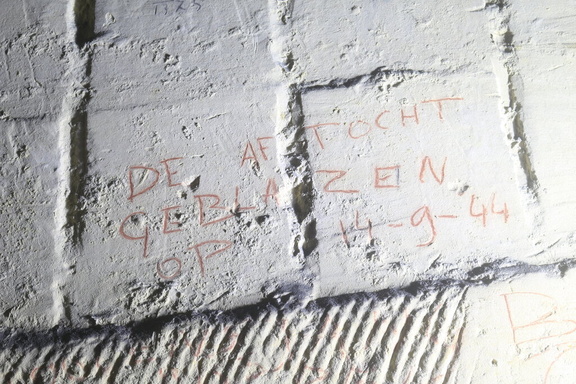 DE AFTOCHT
GEBLAZEN
OP 14-9-44